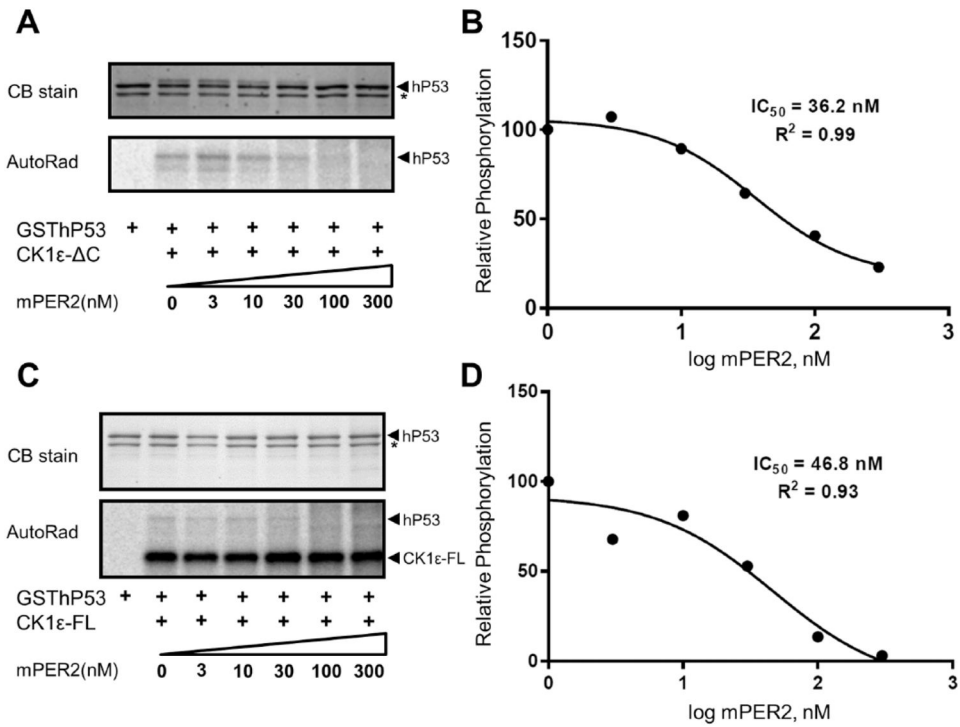 A
CB stain
hP53
*
AutoRad
hP53
GSThP53 + + + + + + +
CK1ε-ΔC + + + + + +
mPER2(nM) 0 3 10 30 100 300
B
Relative Phosphorylation
150
100
50
0
IC50 = 36.2 nM
R2 = 0.99
0 1 2 3
log mPER2, nM
C
CB stain
hP53
*
AutoRad
hP53
CK1ε-FL
GSThP53 + + + + + + +
CK1ε-FL + + + + + +
mPER2(nM) 0 3 10 30 100 300
D
Relative Phosphorylation
150
100
50
0
IC50 = 46.8 nM
R2 = 0.93
0 1 2 3
log mPER2, nM